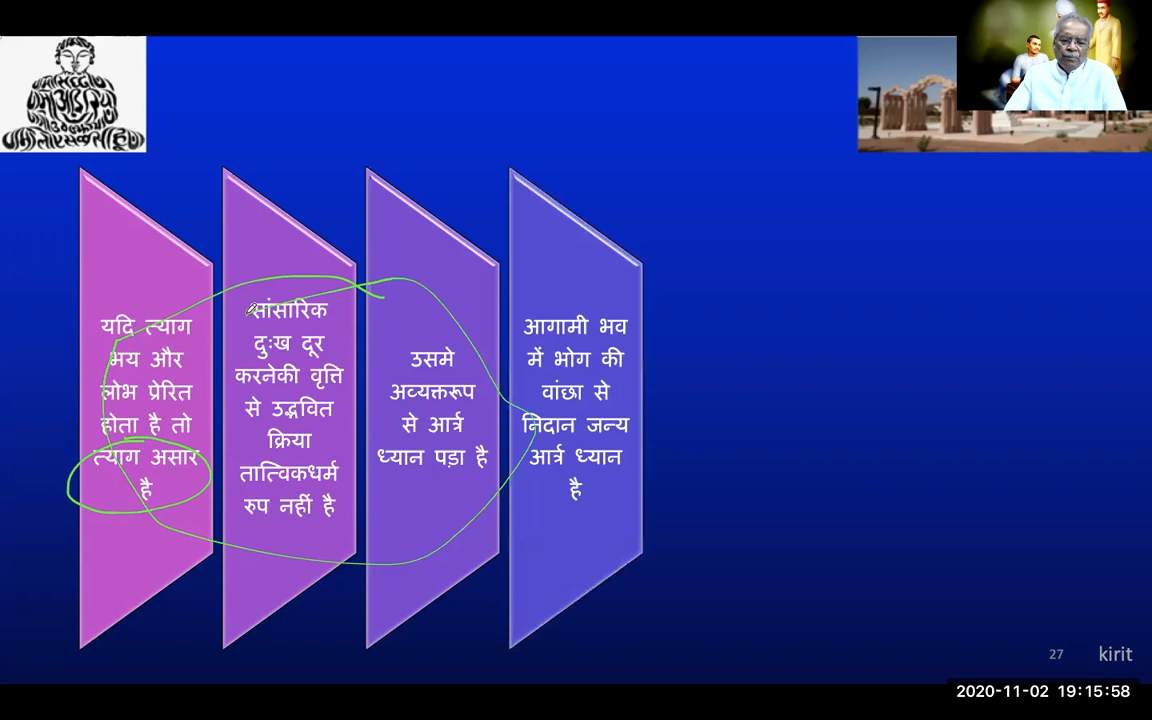 यदि त्याग
भय और
लोभ प्रेरित
होता है तो
त्याग असार
है
सांसारिक
दुःख दूर
करनेकी वृत्ति
से उद्भवित
क्रिया
तात्विकधर्म
रुप नहीं है
उसमे
अव्यक्तरूप
से आर्त्र
ध्यान पड़ा है
आगामी भव
में भोग की
वांछा से
निदान जन्य
आर्त्र ध्यान
है
27
kirit
2020-11-02 19:15:58